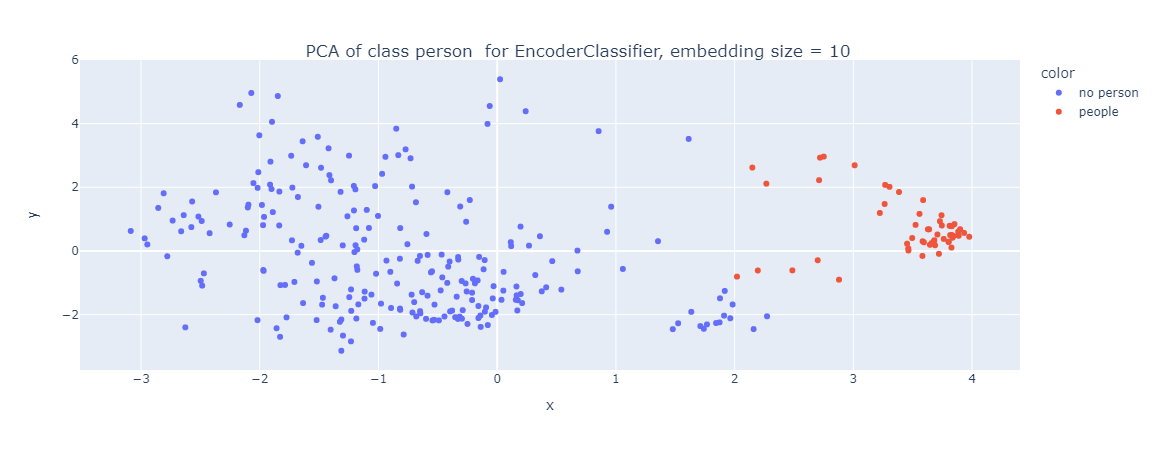 PCA of class person  for EncoderClassifier, embedding size = 10
color
no person
people
6
4
2
0
−2
y
−3
−2
−1
0
1
2
3
4
x